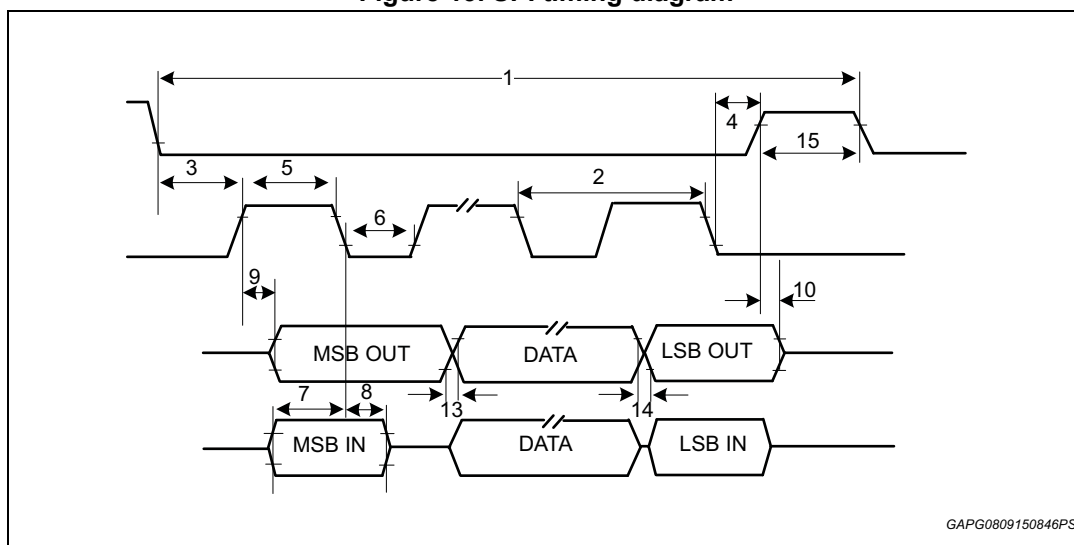 Figure 13. SPI timing diagram
1
4
15
3
5
2
6
9
10
MSB OUT
DATA
LSB OUT
7
8
13
14
MSB IN
DATA
LSB IN
GAPG0809150846PS